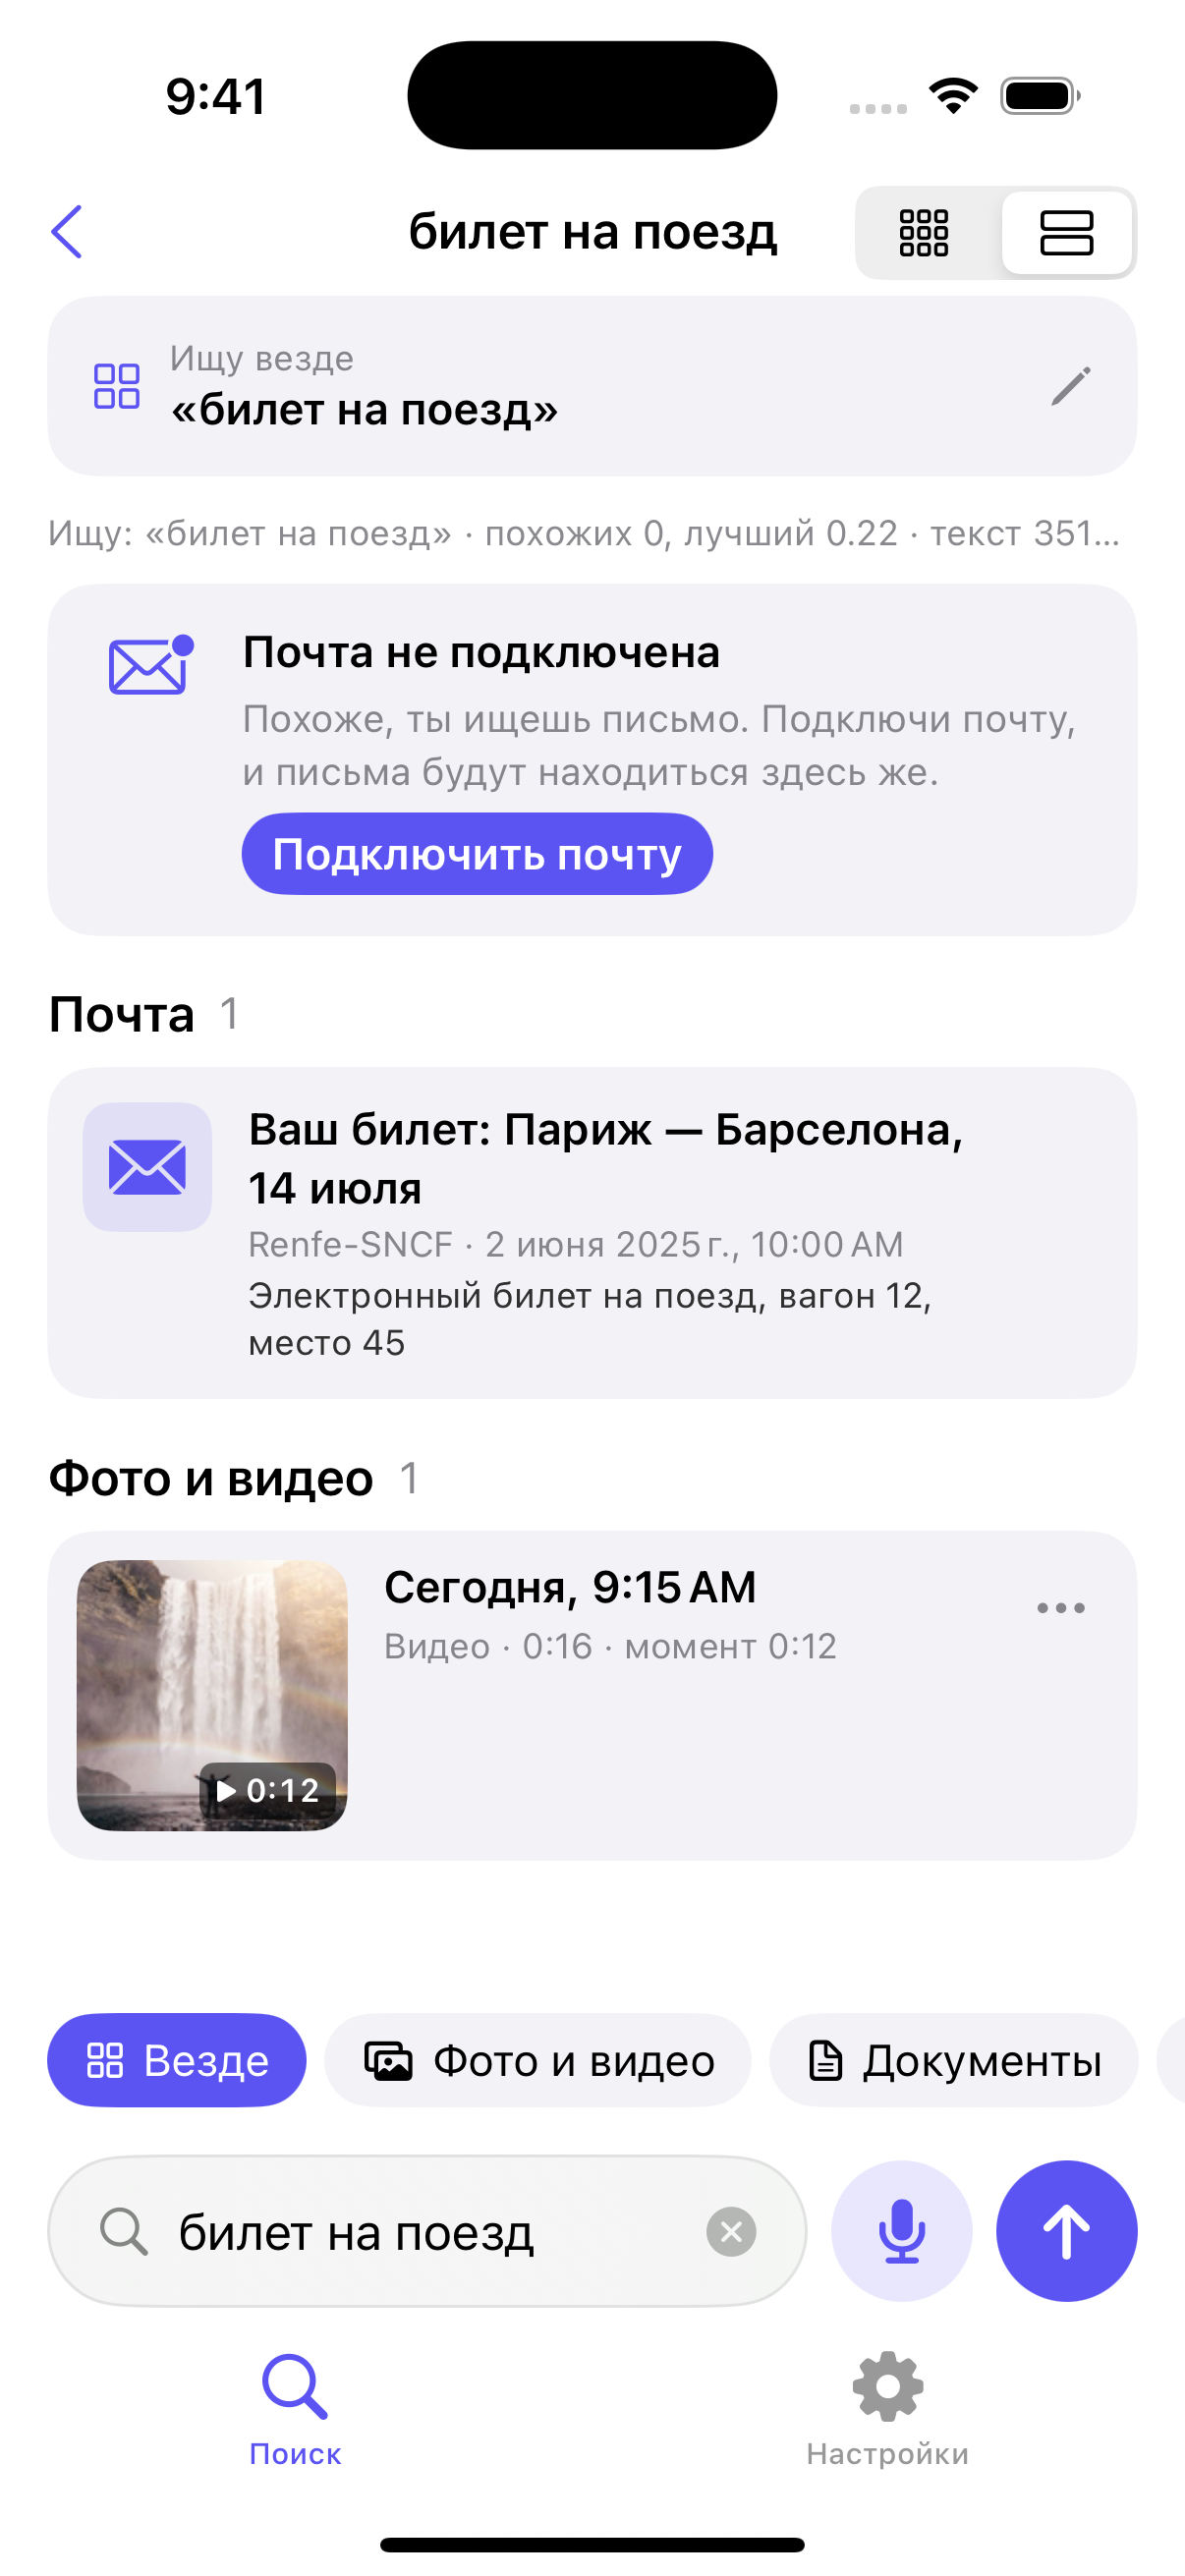 9:41
билет на поезд
Ищу везде
«билет на поезд»
Ищу: «билет на поезд» · похожих 0, лучший 0.22 · текст 351...
Почта не подключена
Похоже, ты ищешь письмо. Подключи почту,
и письма будут находиться здесь же.
Подключить почту
Почта 1
Ваш билет: Париж — Барселона,
14 июля
Renfe-SNCF · 2 июня 2025 г., 10:00 AM
Электронный билет на поезд, вагон 12,
место 45
Фото и видео 1
Сегодня, 9:15 AM
Видео · 0:16 · момент 0:12
0:12
Везде
Фото и видео
Документы
билет на поезд
Поиск
Настройки